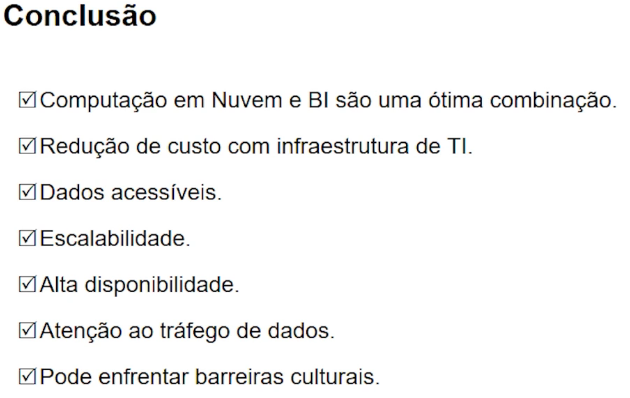 Conclusão
☑Computação em Nuvem e BI são uma ótima combinação.
☑Redução de custo com infraestrutura de TI.
☑Dados acessíveis.
☑Escalabilidade.
☑Alta disponibilidade.
☑Atenção ao tráfego de dados.
☑Pode enfrentar barreiras culturais.